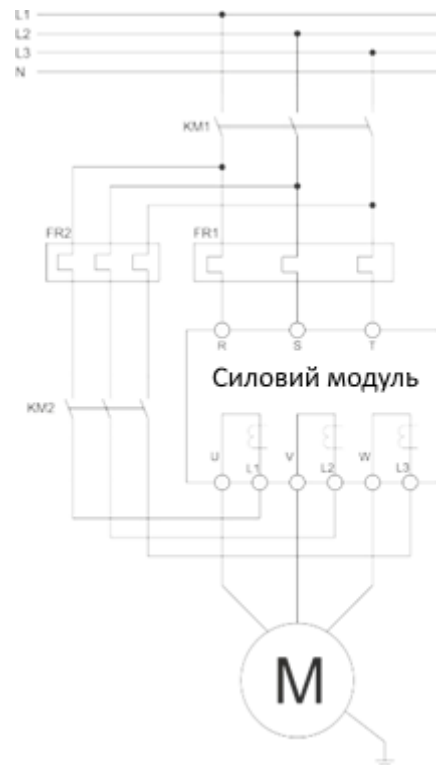 L1
L2
L3
N
KM1
FR2 FR1
R S T
Силовий модуль
KM2
U L1 V L2 W L3
M